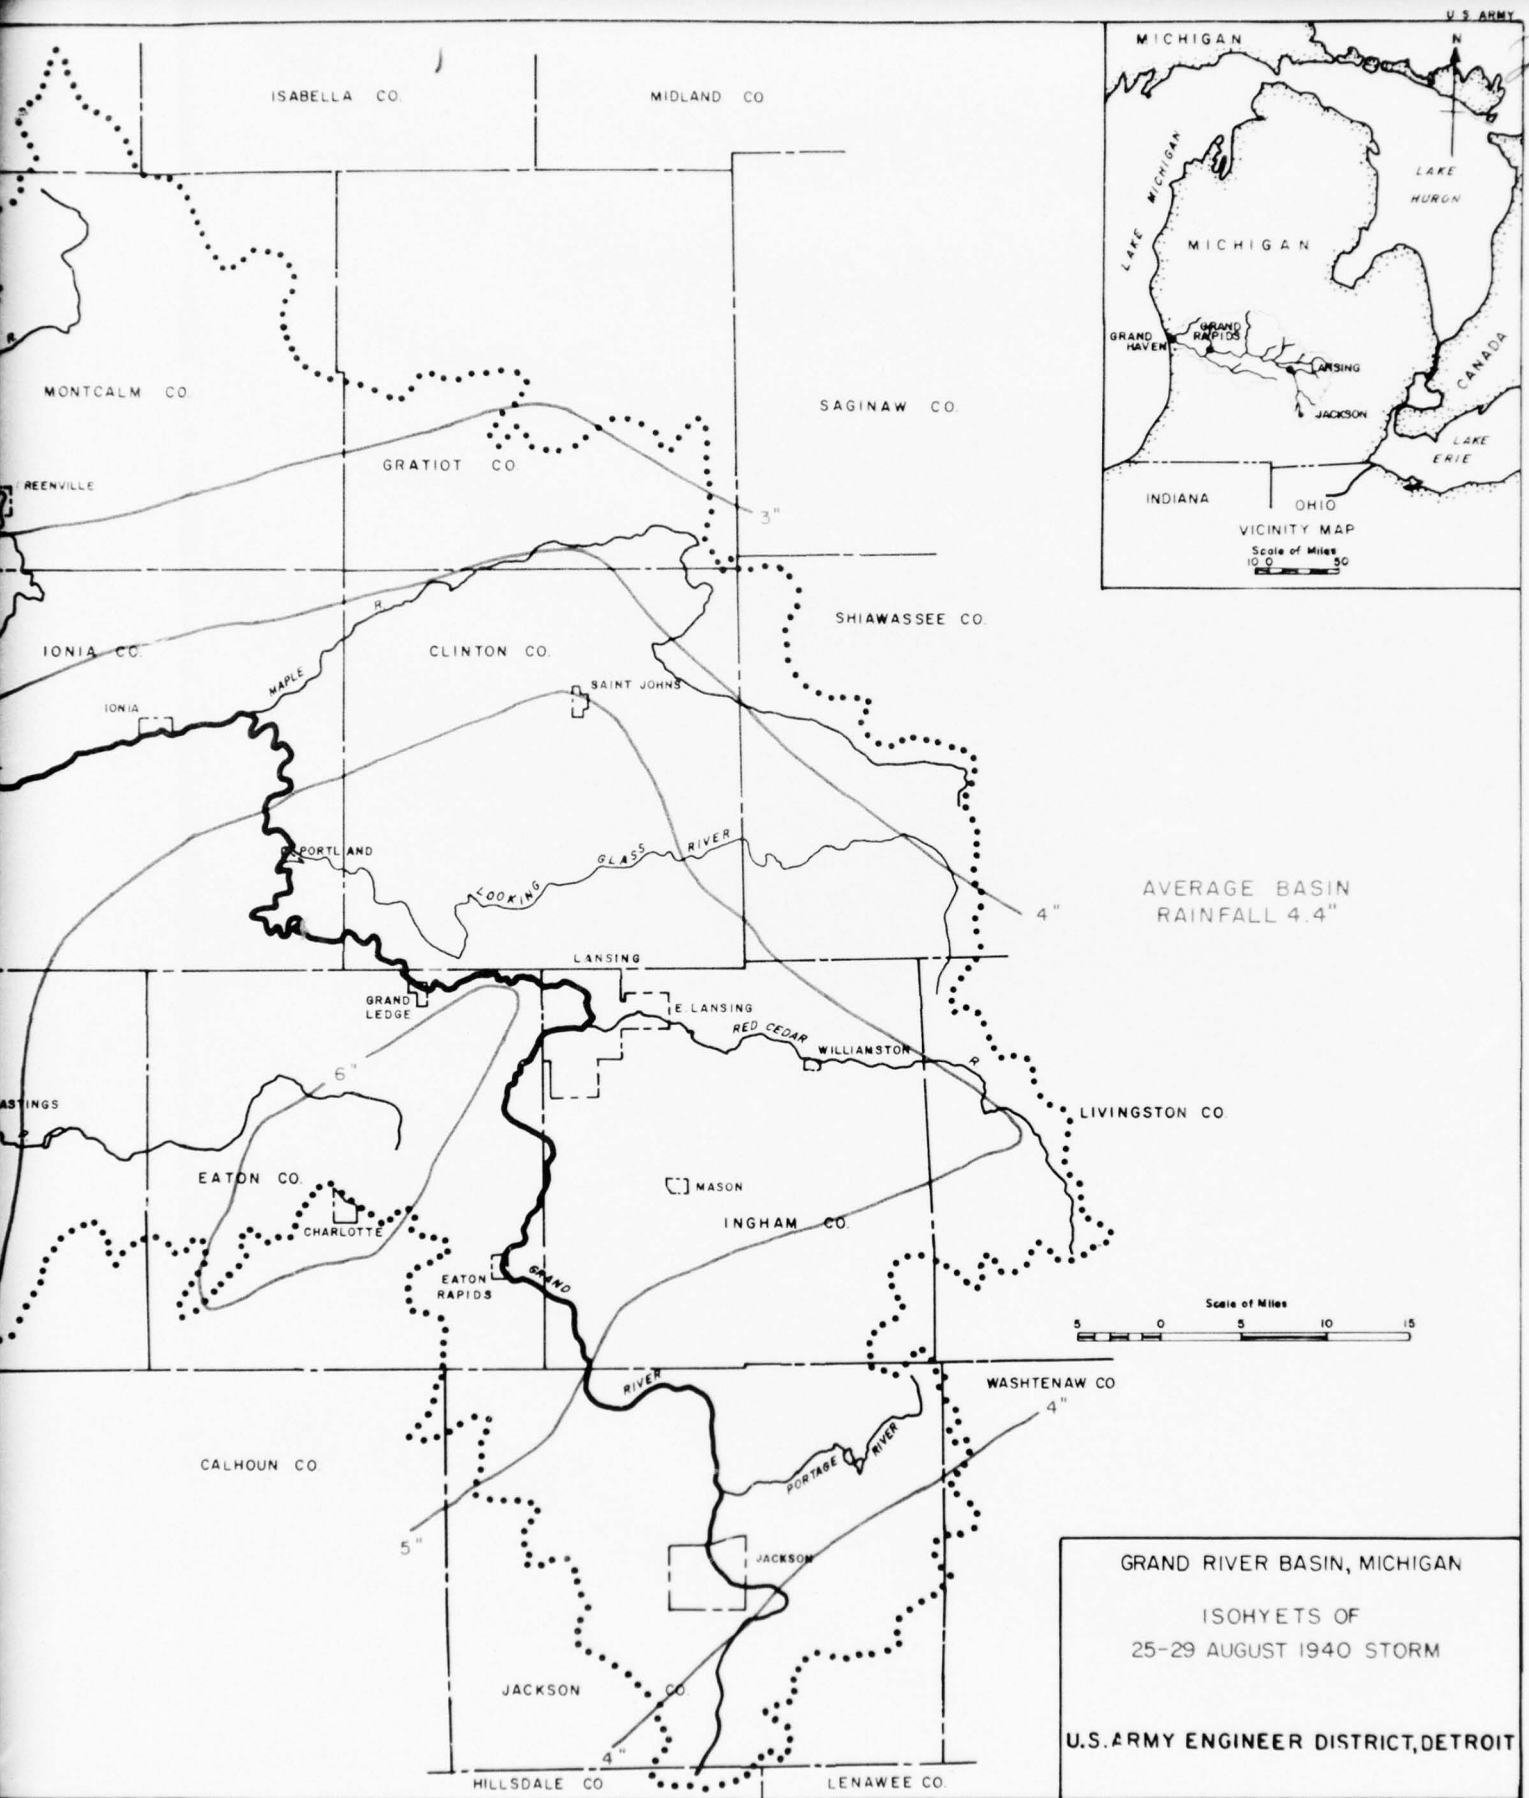 U. S. ARMY
ISABELLA CO.
MIDLAND CO
MICHIGAN
N
LAKE MICHIGAN
LAKE
HURON
MICHIGAN
GRAND
HAVEN
GRAND
RAPIDS
LANSING
JACKSON
CANADA
LAKE
ERIE
INDIANA
OHIO
VICINITY MAP
Scale of Miles
10 0 50
R.
MONTCALM CO.
SAGINAW CO.
GRATIOT CO.
REENVILLE
3"
SHIAWASSEE CO.
IONIA CO.
MAPLE R.
CLINTON CO.
SAINT JOHNS
IONIA
PORTLAND
LOOKING GLASS RIVER
4"
AVERAGE BASIN
RAINFALL 4.4"
LANSING
GRAND
LEDGE
E. LANSING
RED CEDAR R.
WILLIAMSTON
6"
ASTINGS
R.
LIVINGSTON CO.
EATON CO.
MASON
CHARLOTTE
INGHAM CO.
EATON
RAPIDS
GRAND RIVER
Scale of Miles
5 0 5 10 15
WASHTENAW CO
4"
CALHOUN CO.
PORTAGE RIVER
5"
JACKSON
JACKSON CO.
4"
HILLSDALE CO
LENAWEE CO.
GRAND RIVER BASIN, MICHIGAN
ISOHYETS OF
25-29 AUGUST 1940 STORM
U.S. ARMY ENGINEER DISTRICT, DETROIT